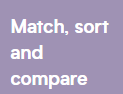 Match, sort
and
compare